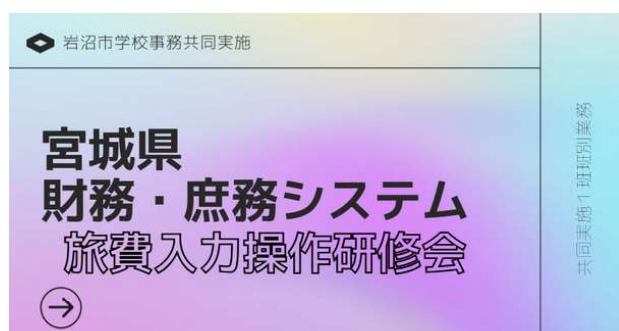 岩沼市学校事務共同実施
宮城県
財務・庶務システム
旅費入力操作研修会
共同実施1班班別業務